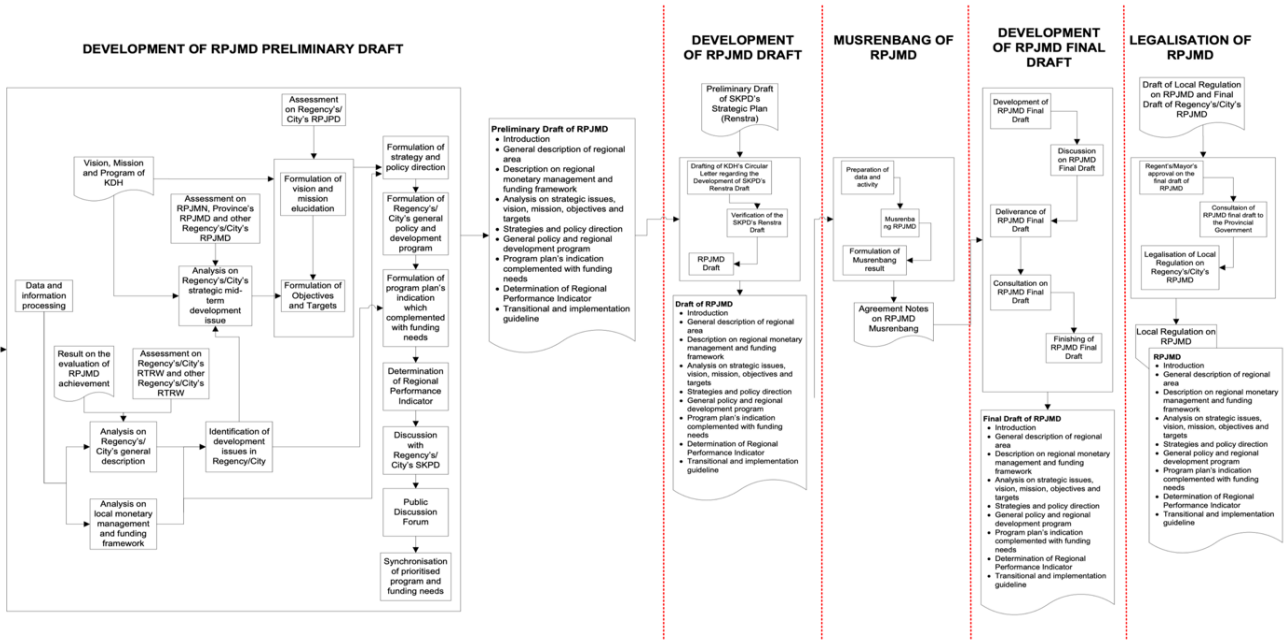 DEVELOPMENT OF RPJMD PRELIMINARY DRAFT
Assessment
on Regency's/
City's RPJPD
Vision, Mission
and Program of
KDH
Formulation
of vision and
mission
elucidation
Assessment on
RPJMN, Province's
RPJMD and other
Regency's/City's
RPJMD
Data and
information
processing
Analysis on
Regency's/City's
strategic mid-
term
development
issue
Formulation of
Objectives
and Targets
Result on the
evaluation of
RPJMD
achievement
Assessment on
Regency's/City's
RTRW and other
Regency's/City's
RTRW
Analysis on
Regency's/
City's general
description
Identification of
development
issues in
Regency/City
Analysis on
local monetary
management
and funding
framework
Formulation of
strategy and
policy direction
Formulation of
Regency's/
City's general
policy and
development
program
Formulation of
program plan's
indication
which
complemented
with funding
needs
Determination
of Regional
Performance
Indicator
Discussion
with
Regency's/
City's SKPD
Public
Discussion
Forum
Synchronisation
of prioritised
program and
funding needs
Preliminary Draft of RPJMD
• Introduction
• General description of regional
area
• Description on regional
monetary management and
funding framework
• Analysis on strategic issues,
vision, mission, objectives and
targets
• Strategies and policy direction
• General policy and regional
development program
• Program plan's indication
complemented with funding
needs
• Determination of Regional
Performance Indicator
• Transitional and implementation
guideline
DEVELOPMENT
OF RPJMD DRAFT
Preliminary Draft
of SKPD's
Strategic Plan
(Renstra)
Drafting of KDH's Circular
Letter regarding the
Development of SKPD's
Renstra Draft
Verification of the
SKPD's Renstra
Draft
RPJMD
Draft
Draft of RPJMD
• Introduction
• General description of regional
area
• Description on regional monetary
management and funding
framework
• Analysis on strategic issues,
vision, mission, objectives and
targets
• Strategies and policy direction
• General policy and regional
development program
• Program plan's indication
complemented with funding
needs
• Determination of Regional
Performance Indicator
• Transitional and implementation
guideline
MUSRENBANG OF
RPJMD
Preparation of
data and
activity
Musrenba
ng RPJMD
Formulation of
Musrenbang
result
Agreement Notes
on RPJMD
Musrenbang
DEVELOPMENT
OF RPJMD FINAL
DRAFT
Development of
RPJMD Final
Draft
Discussion
on RPJMD
Final Draft
Deliverance of
RPJMD Final
Draft
Consultation on
RPJMD Final
Draft
Finishing of
RPJMD Final
Draft
Final Draft of RPJMD
• Introduction
• General description of regional
area
• Description on regional monetary
management and funding
framework
• Analysis on strategic issues,
vision, mission, objectives and
targets
• Strategies and policy direction
• General policy and regional
development program
• Program plan's indication
complemented with funding
needs
• Determination of Regional
Performance Indicator
• Transitional and implementation
guideline
LEGALISATION OF
RPJMD
Draft of Local Regulation
on RPJMD and Final
Draft of Regency's/City's
RPJMD
Regent's/Mayor's
approval on the
final draft of
RPJMD
Consultaion of
RPJMD final draft to
the Provincial
Government
Legalisation of Local
Regulation on
Regency's/City's
RPJMD
Local Regulation on
RPJMD
RPJMD
• Introduction
• General description of regional
area
• Description on regional monetary
management and funding
framework
• Analysis on strategic issues,
vision, mission, objectives and
targets
• Strategies and policy direction
• General policy and regional
development program
• Program plan's indication
complemented with funding
needs
• Determination of Regional
Performance Indicator
• Transitional and implementation
guideline